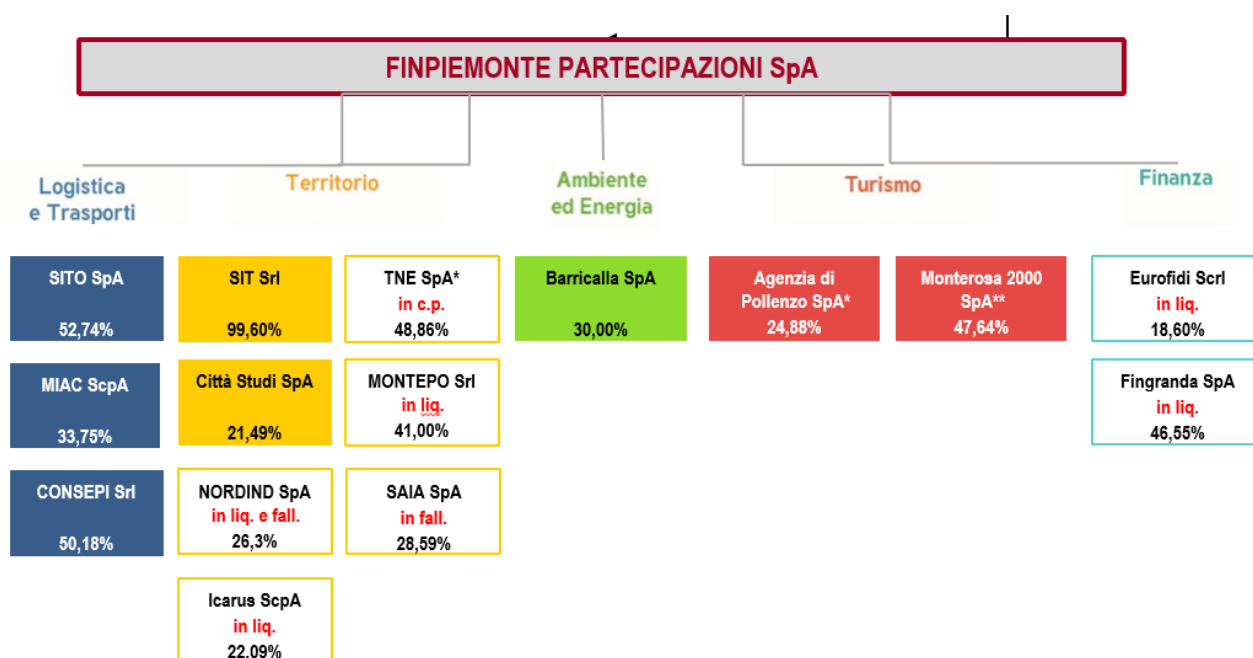 FINPIEMONTE PARTECIPAZIONI SpA
Logistica
e Trasporti
Territorio
Ambiente
ed Energia
Turismo
Finanza
SITO SpA
52,74%
SIT Srl
99,60%
TNE SpA*
in c.p.
48,86%
Barricalla SpA
30,00%
Agenzia di
Pollenzo SpA*
24,88%
Monterosa 2000
SpA**
47,64%
Eurofidi Scrl
in liq.
18,60%
MIAC ScpA
33,75%
Città Studi SpA
21,49%
MONTEPO Srl
in liq.
41,00%
Fingranda SpA
in liq.
46,55%
CONSEPI Srl
50,18%
NORDIND SpA
in liq. e fall.
26,3%
SAIA SpA
in fall.
28,59%
Icarus ScpA
in liq.
22,09%